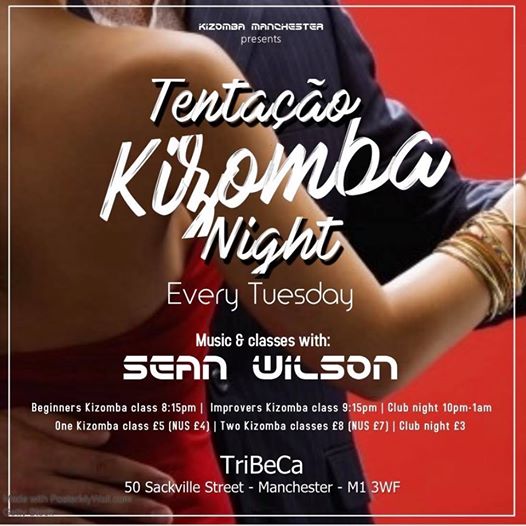 KIZOMBA MANCHESTER
presents
Tentação
Kizomba
Night
Every Tuesday
Music & classes with:
SEAN WILSON
Beginners Kizomba class 8:15pm | Improvers Kizomba class 9:15pm | Club night 10pm-1am
One Kizomba class £5 (NUS £4) | Two Kizomba classes £8 (NUS £7) | Club night £3
TriBeCa
50 Sackville Street - Manchester - M1 3WF
Made with PosterMyWall.com